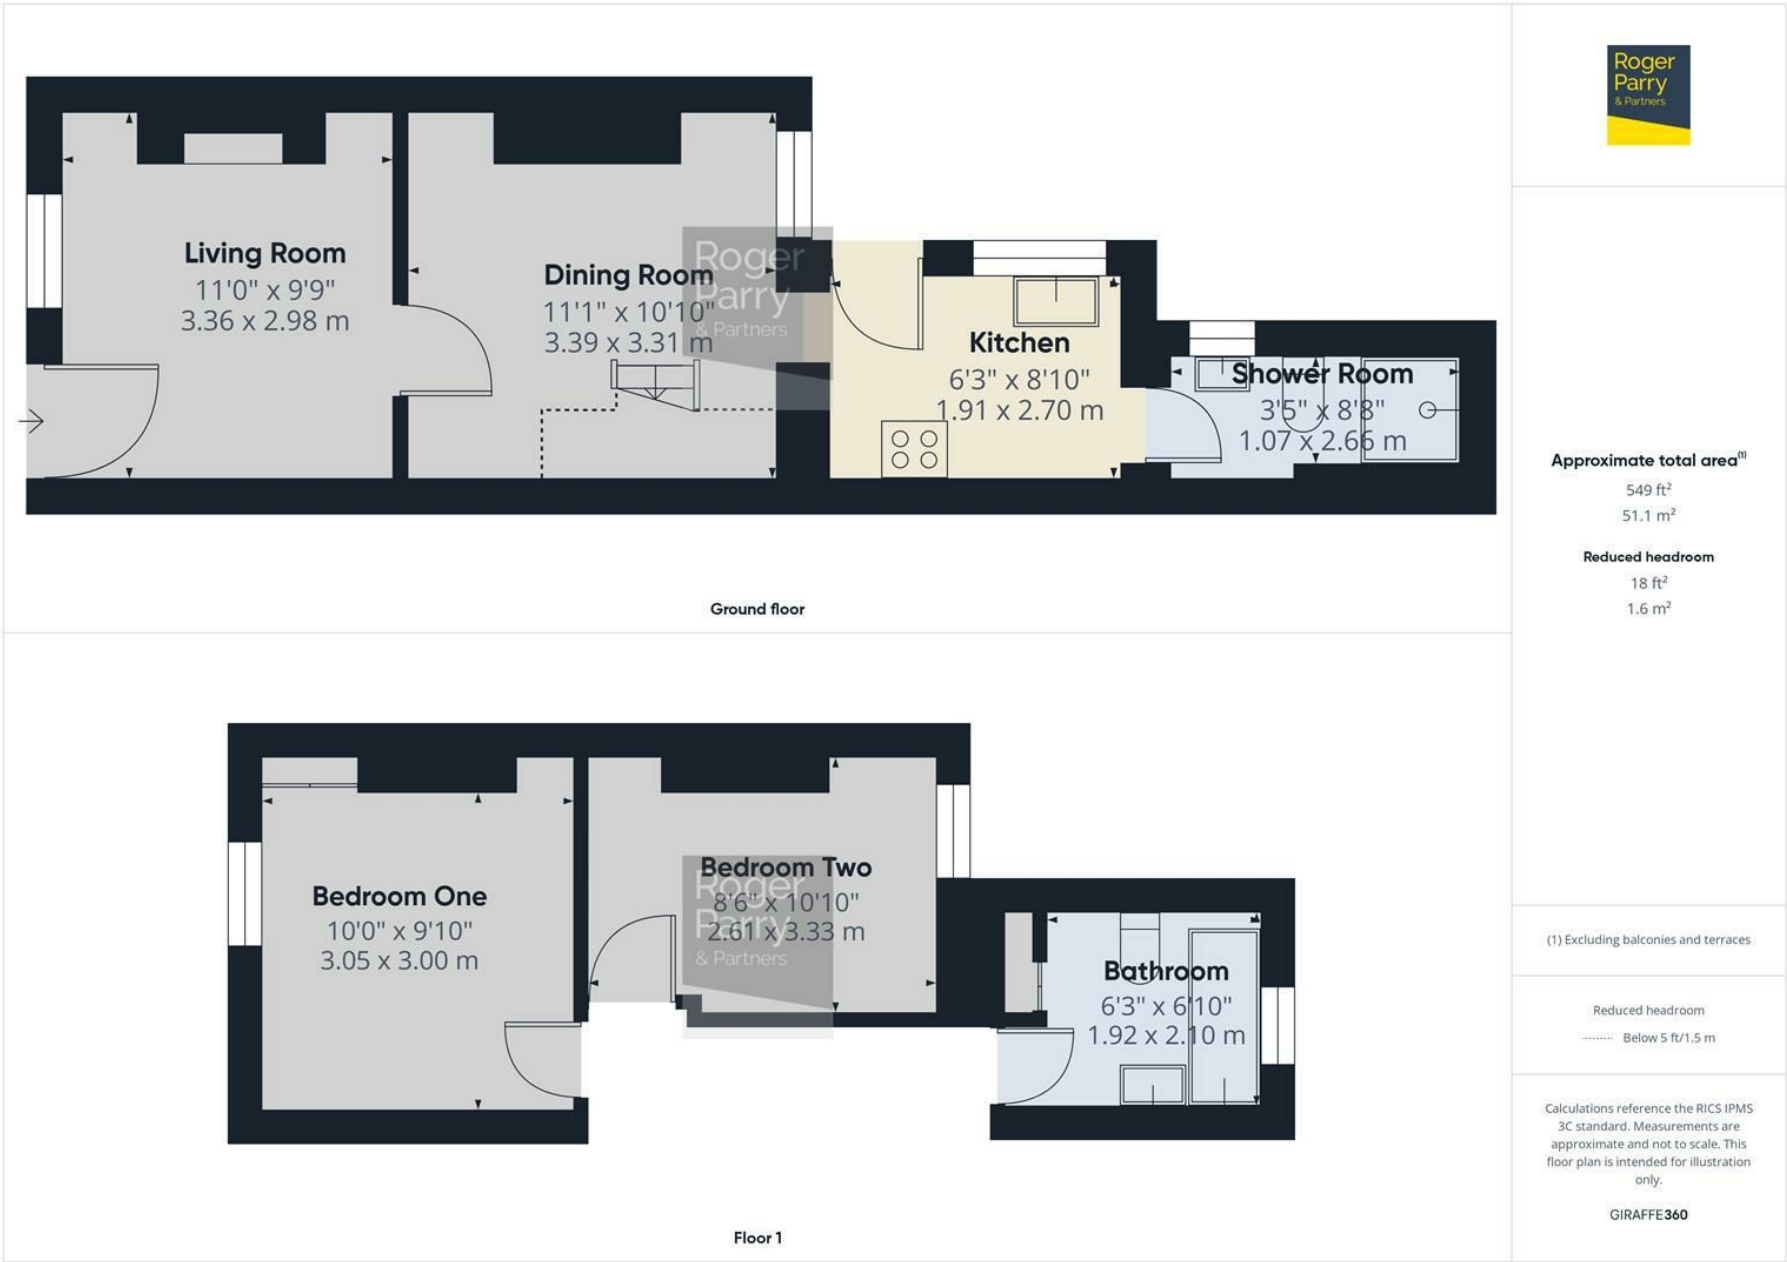 Living Room
11'0" x 9'9"
3.36 x 2.98 m
Dining Room
11'1" x 10'10"
3.39 x 3.31 m
Roger
Parry
& Partners
Kitchen
6'3" x 8'10"
1.91 x 2.70 m
Shower Room
3'5" x 8'8"
1.07 x 2.66 m
Ground floor
Bedroom One
10'0" x 9'10"
3.05 x 3.00 m
Bedroom Two
8'6" x 10'10"
2.61 x 3.33 m
Roger
Parry
& Partners
Bathroom
6'3" x 6'10"
1.92 x 2.10 m
Floor 1
Roger
Parry
& Partners
Approximate total area(1)
549 ft²
51.1 m²
Reduced headroom
18 ft²
1.6 m²
(1) Excluding balconies and terraces
Reduced headroom
Below 5 ft/1.5 m
Calculations reference the RICS IPMS
3C standard. Measurements are
approximate and not to scale. This
floor plan is intended for illustration
only.
GIRAFFE360